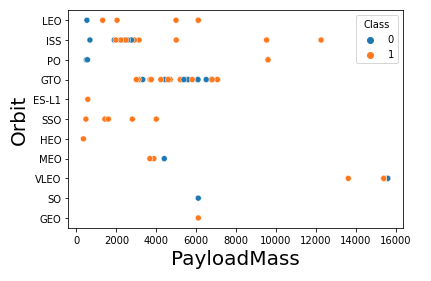 LEO
ISS
PO
GTO
ES-L1
SSO
HEO
MEO
VLEO
SO
GEO
Orbit
Class
0
1
0 2000 4000 6000 8000 10000 12000 14000 16000
PayloadMass